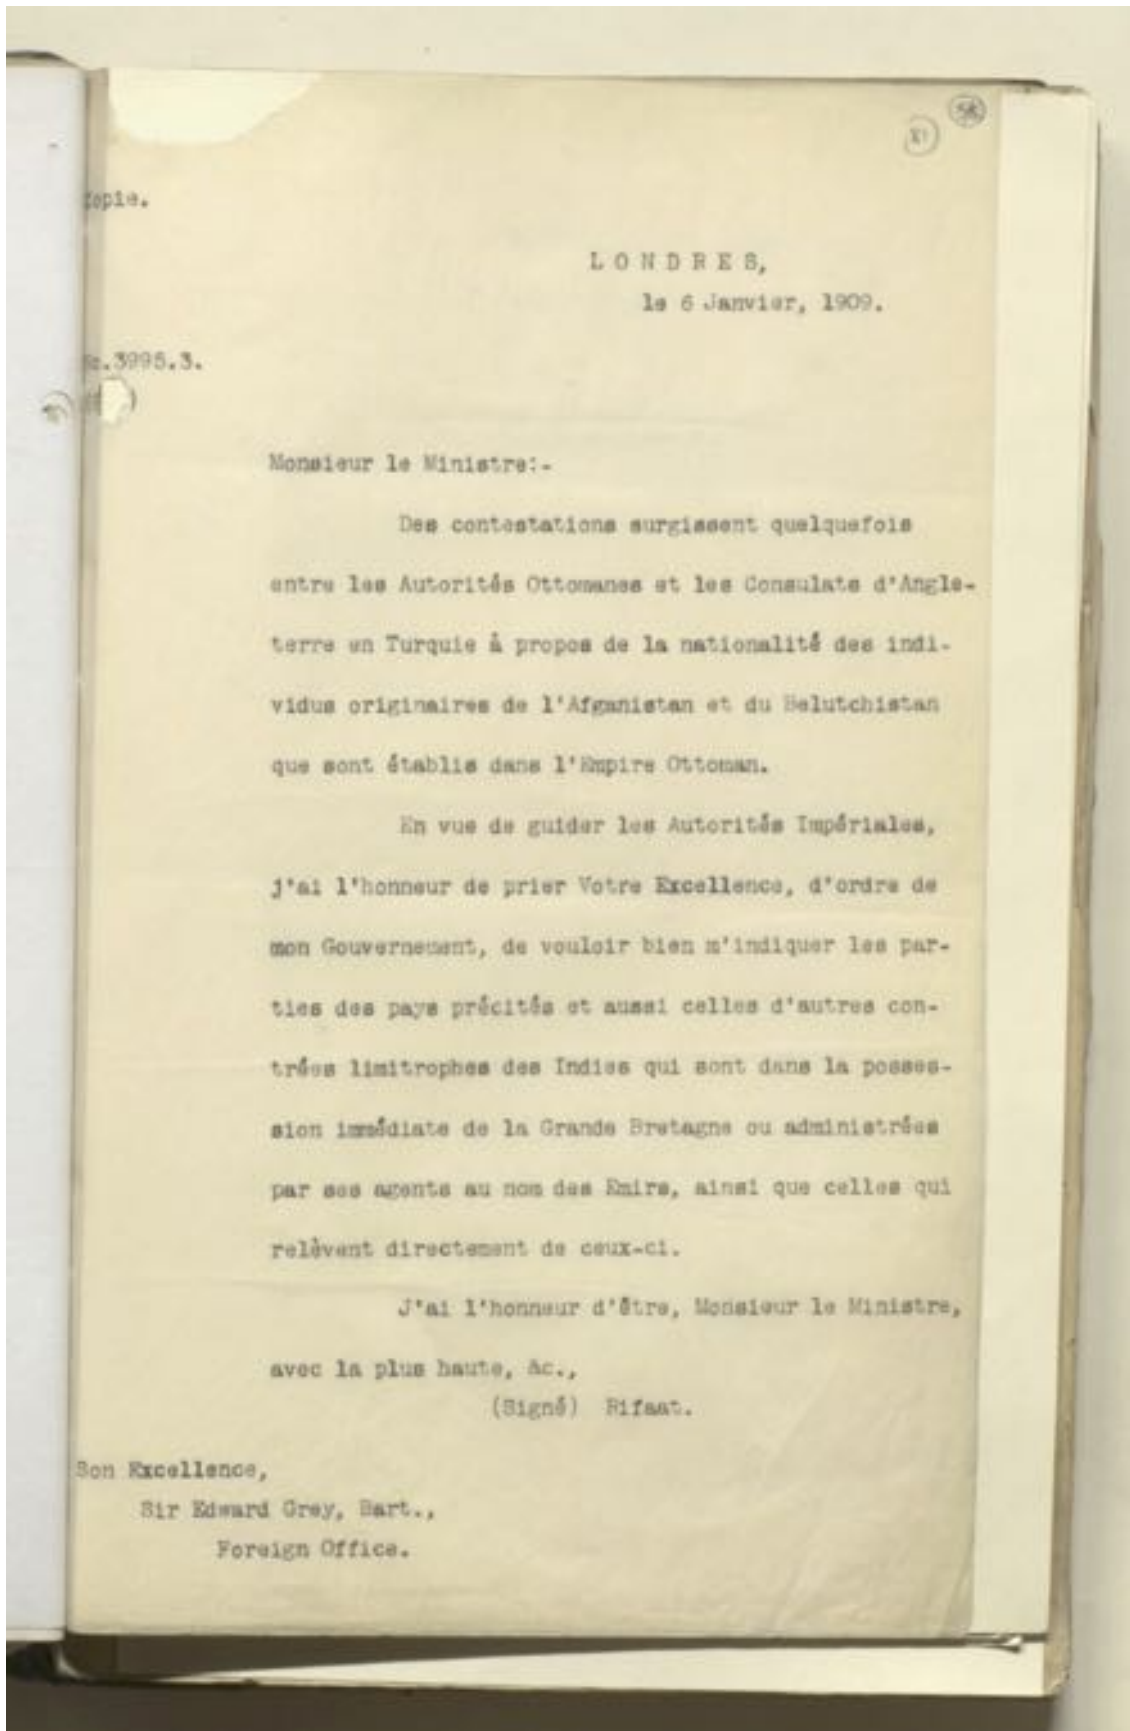 Copie.
LONDRES,
le 6 Janvier, 1909.
No.3995.3.
Monsieur le Ministre:-
Des contestations surgissent quelquefois
entre les Autorités Ottomanes et les Consulats d'Angle-
terre en Turquie à propos de la nationalité des indi-
vidus originaires de l'Afganistan et du Belutchistan
que sont établis dans l'Empire Ottoman.
En vue de guider les Autorités Impériales,
j'ai l'honneur de prier Votre Excellence, d'ordre de
mon Gouvernement, de vouloir bien m'indiquer les par-
ties des pays précités et aussi celles d'autres con-
trées limitrophes des Indies qui sont dans la posses-
sion immédiate de la Grande Bretagne ou administrées
par ses agents au nom des Emirs, ainsi que celles qui
relèvent directement de ceux-ci.
J'ai l'honneur d'être, Monsieur le Ministre,
avec la plus haute, &c.,
(Signé) Rifaat.
Son Excellence,
Sir Edward Grey, Bart.,
Foreign Office.